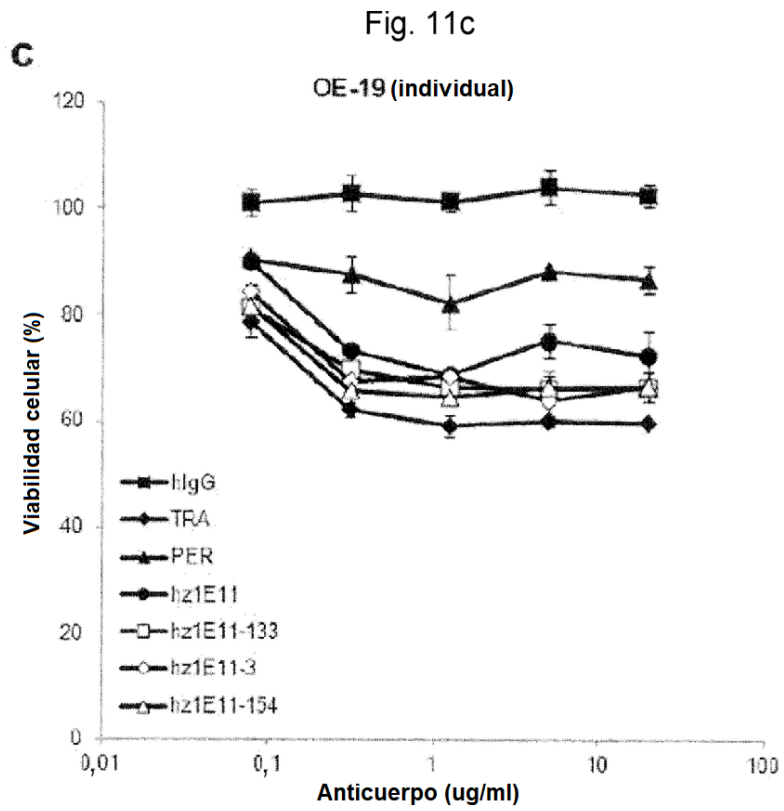 Fig. 11c
c
OE-19 (individual)
120
100
80
60
40
20
0
Viabilidad celular (%)
hIgG
TRA
PER
hz1E11
hz1E11-133
hz1E11-3
hz1E11-154
0,01
0,1
1
10
100
Anticuerpo (ug/ml)